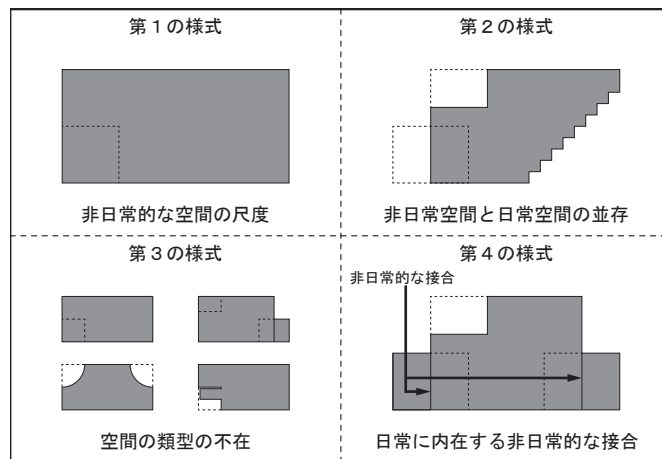 第1の様式
非日常的な空間の尺度
第2の様式
非日常空間と日常空間の並存
第3の様式
空間の類型の不在
第4の様式
非日常的な接合
日常に内在する非日常的な接合